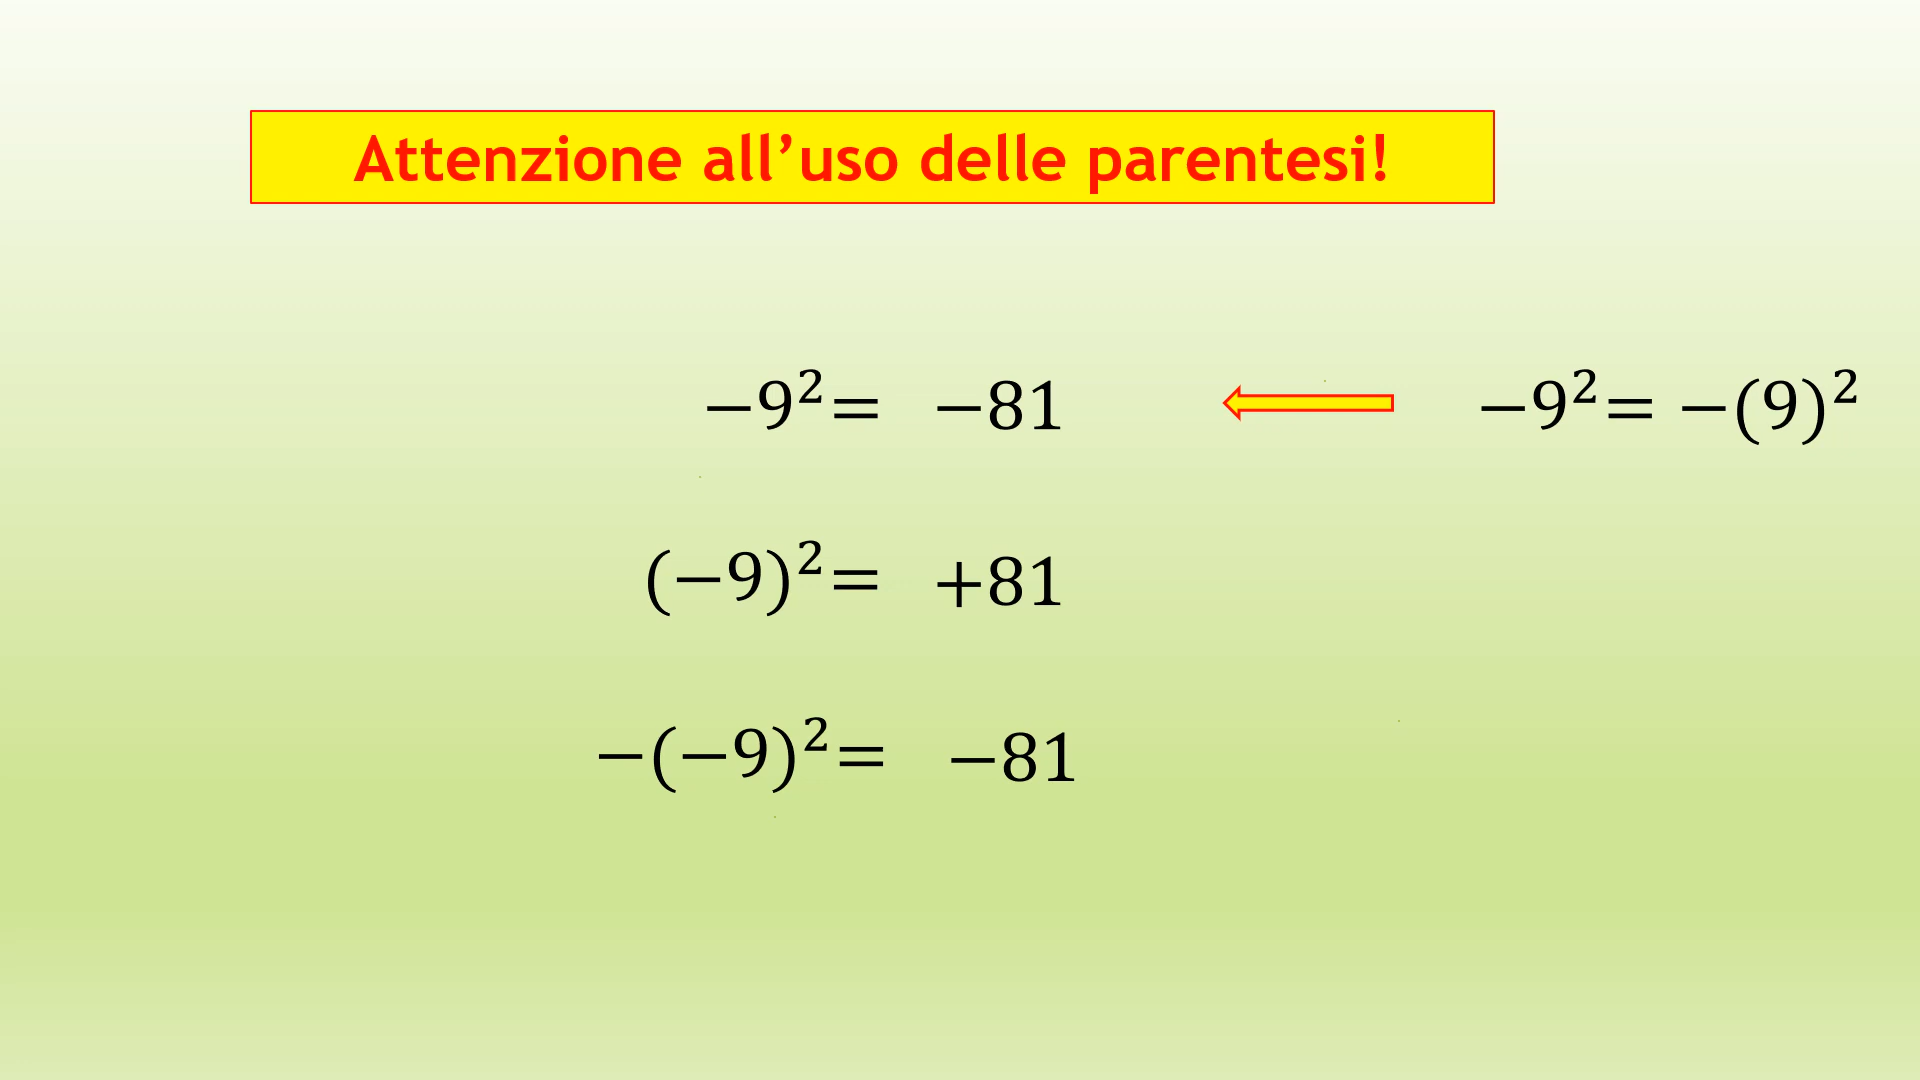 Attenzione all’uso delle parentesi!
−9²= −81 −9²= −(9)²
(−9)²= +81
−(−9)²= −81